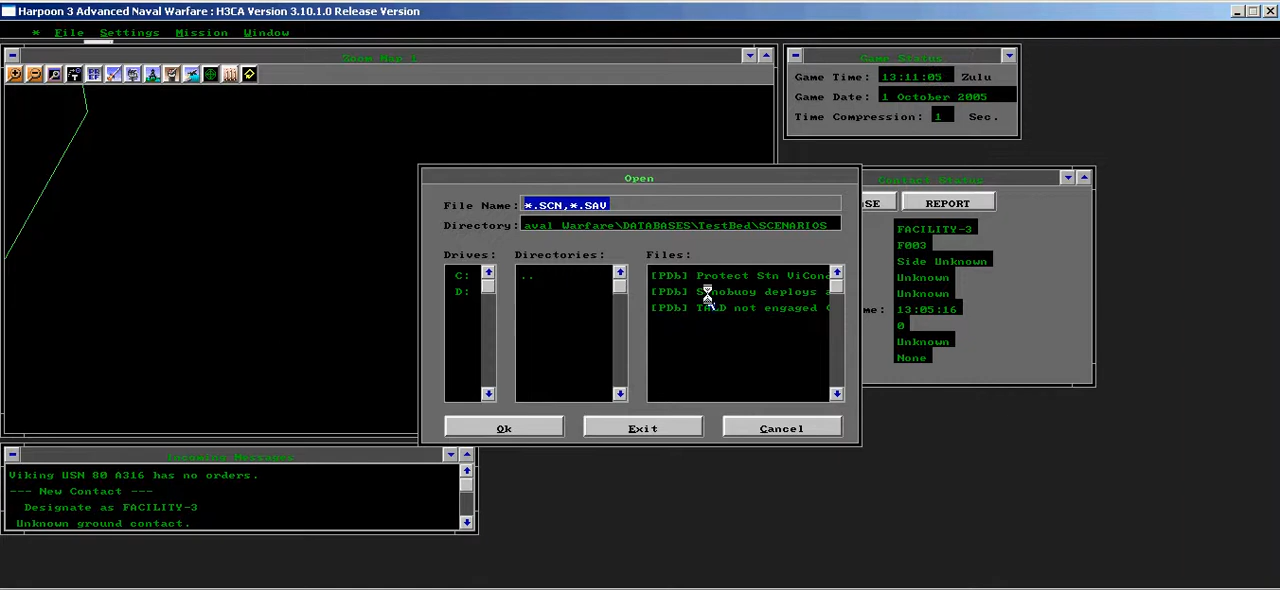 Harpoon 3 Advanced Naval Warfare : H3CA Version 3.10.1.0 Release Version
* File Settings Mission Window
Zoom Map 1
Game Status
Game Time: 13:11:05 Zulu
Game Date: 1 October 2005
Time Compression: 1 Sec.
Open
File Name: *.SCN,*.SAV
Directory: aval Warfare\DATABASES\TestBed\SCENARIOS
Drives: Directories: Files:
C:
D:
..
[PDb] Protect Stn ViCond
[PDb] Sonobuoy deploys a
[PDb] TALD not engaged
Ok Exit Cancel
Contact Status
SE REPORT
FACILITY-3
F003
Side Unknown
Unknown
Unknown
me: 13:05:16
0
Unknown
None
Incoming Messages
Viking USN 80 A316 has no orders.
--- New Contact ---
Designate as FACILITY-3
Unknown ground contact.